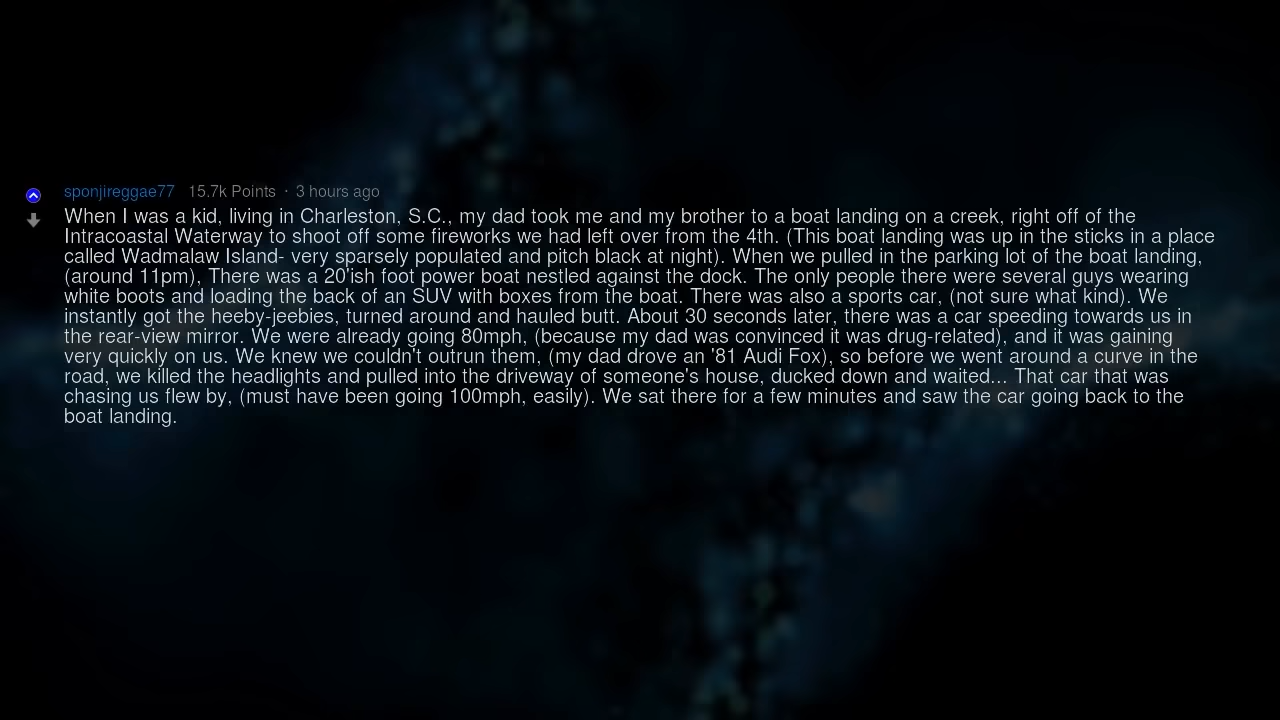 sponjireggae77 15.7k Points · 3 hours ago
When I was a kid, living in Charleston, S.C., my dad took me and my brother to a boat landing on a creek, right off of the
Intracoastal Waterway to shoot off some fireworks we had left over from the 4th. (This boat landing was up in the sticks in a place
called Wadmalaw Island- very sparsely populated and pitch black at night). When we pulled in the parking lot of the boat landing,
(around 11pm), There was a 20'ish foot power boat nestled against the dock. The only people there were several guys wearing
white boots and loading the back of an SUV with boxes from the boat. There was also a sports car, (not sure what kind). We
instantly got the heeby-jeebies, turned around and hauled butt. About 30 seconds later, there was a car speeding towards us in
the rear-view mirror. We were already going 80mph, (because my dad was convinced it was drug-related), and it was gaining
very quickly on us. We knew we couldn't outrun them, (my dad drove an '81 Audi Fox), so before we went around a curve in the
road, we killed the headlights and pulled into the driveway of someone's house, ducked down and waited... That car that was
chasing us flew by, (must have been going 100mph, easily). We sat there for a few minutes and saw the car going back to the
boat landing.